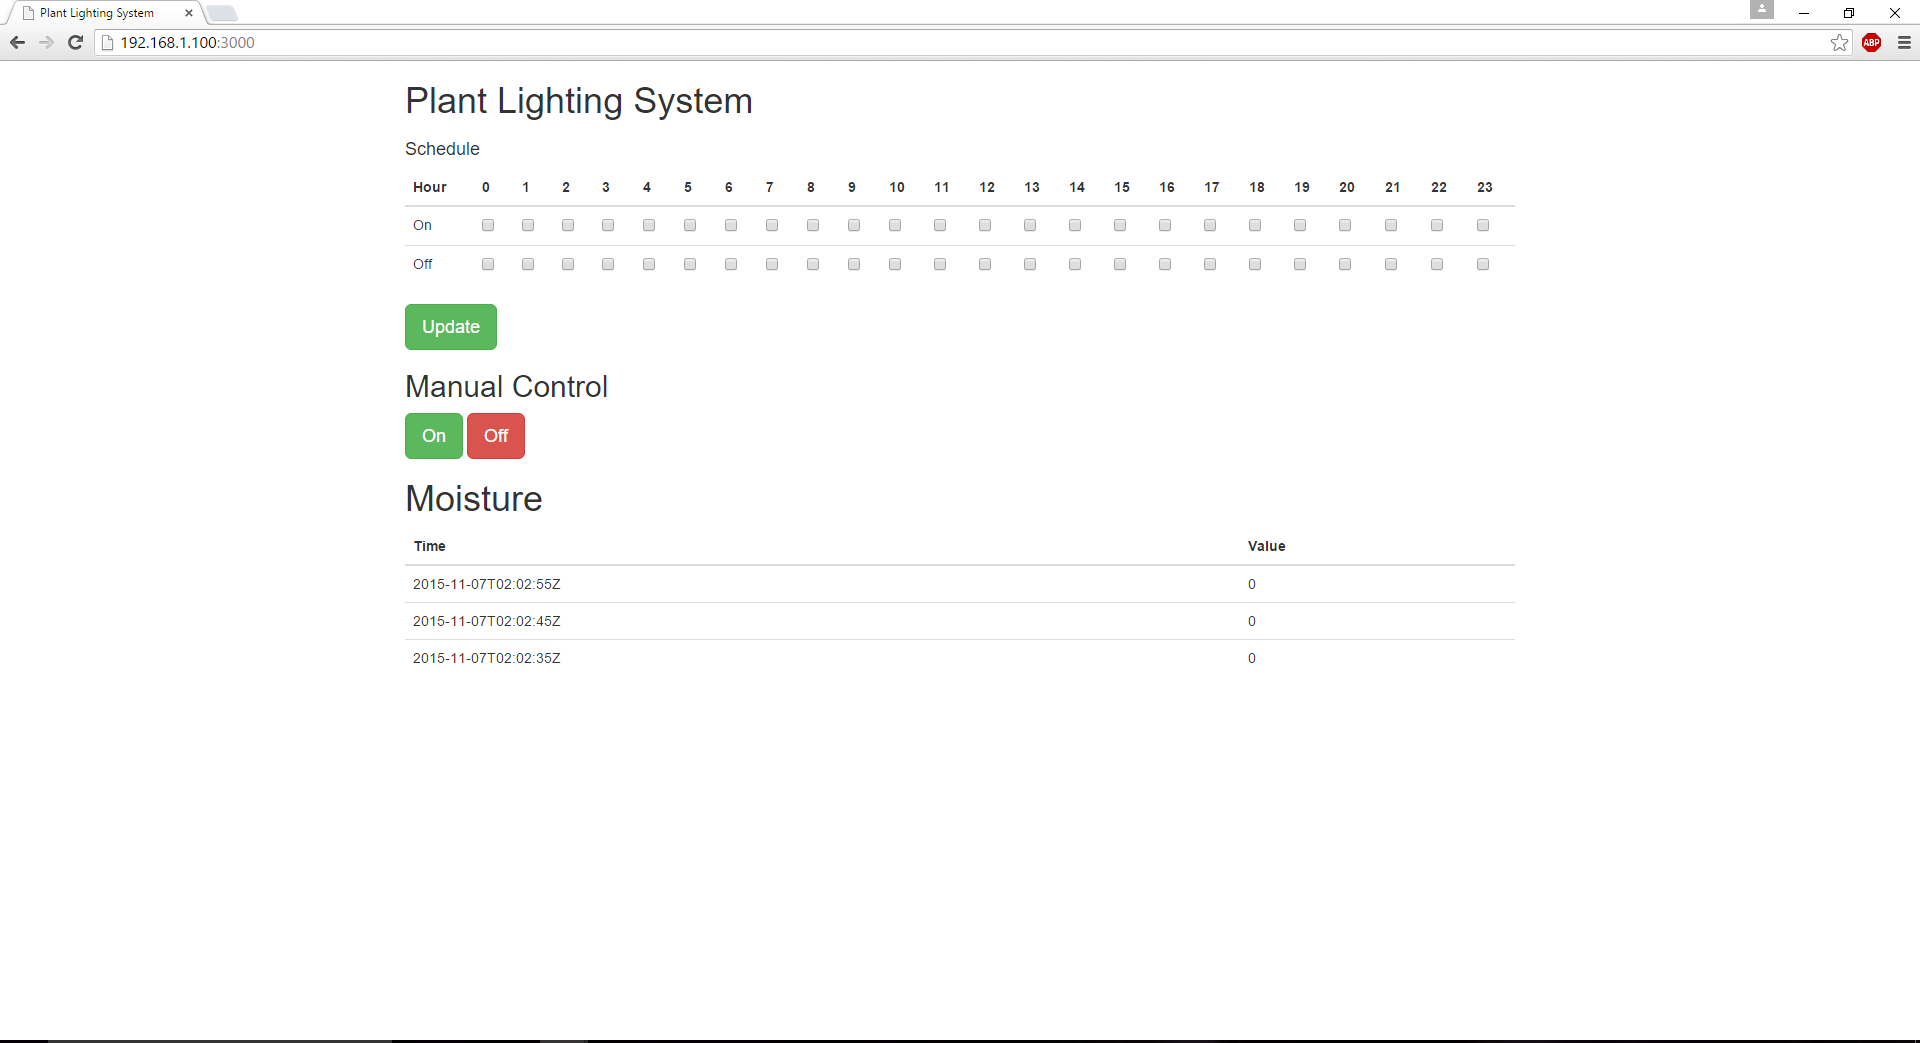 Plant Lighting System
192.168.1.100:3000
ABP
Plant Lighting System
Schedule
Hour 0 1 2 3 4 5 6 7 8 9 10 11 12 13 14 15 16 17 18 19 20 21 22 23
On
Off
Update
Manual Control
On Off
Moisture
Time Value
2015-11-07T02:02:55Z 0
2015-11-07T02:02:45Z 0
2015-11-07T02:02:35Z 0